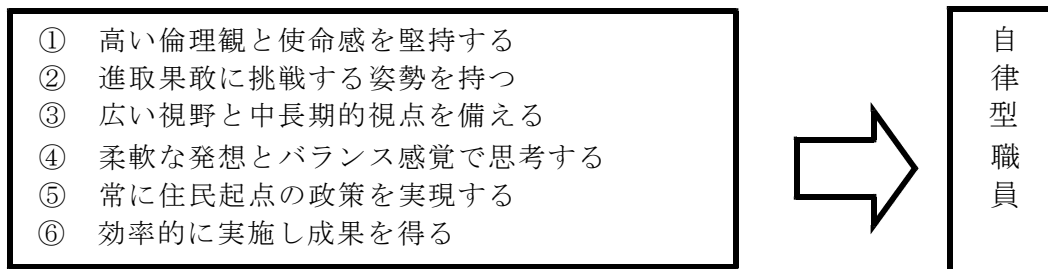 ① 高い倫理観と使命感を堅持する
② 進取果敢に挑戦する姿勢を持つ
③ 広い視野と中長期的視点を備える
④ 柔軟な発想とバランス感覚で思考する
⑤ 常に住民起点の政策を実現する
⑥ 効率的に実施し成果を得る
自律型職員